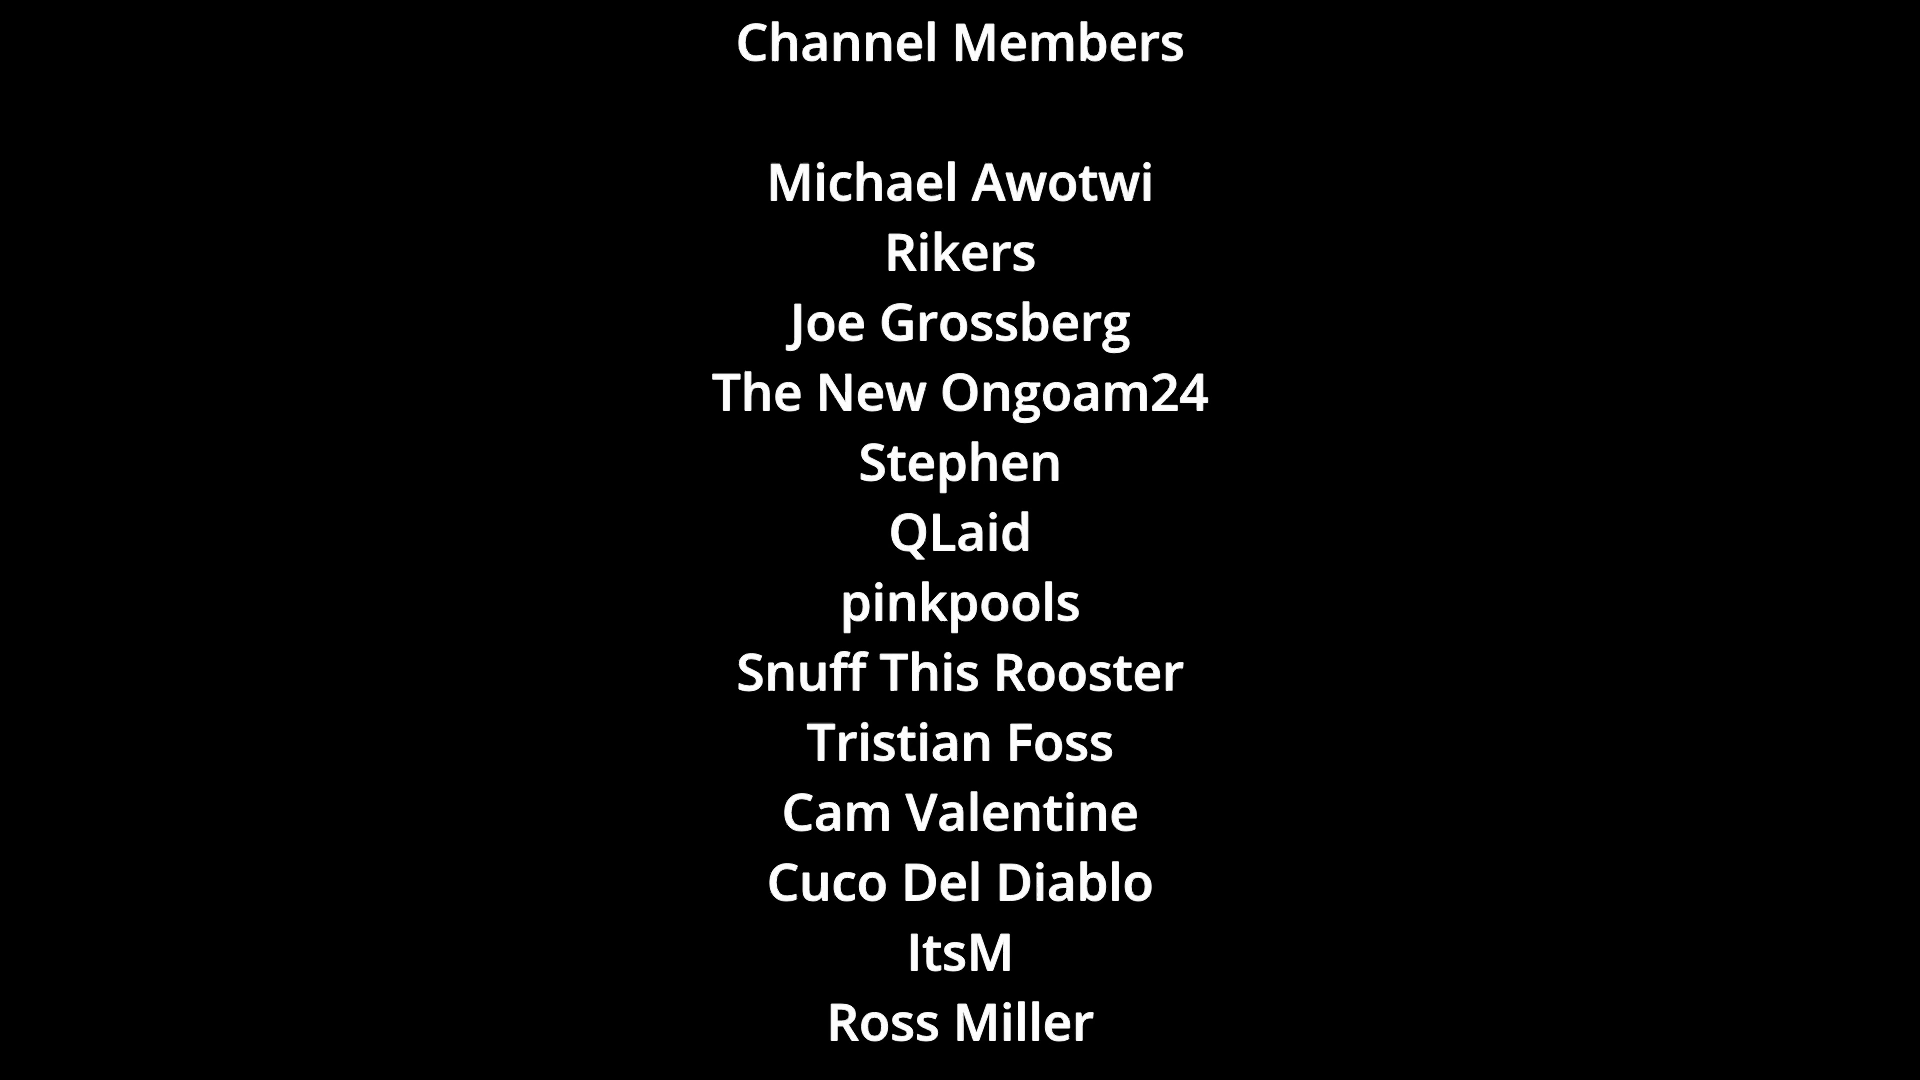 Channel Members
Michael Awotwi
Rikers
Joe Grossberg
The New Ongoam24
Stephen
QLaid
pinkpools
Snuff This Rooster
Tristian Foss
Cam Valentine
Cuco Del Diablo
ItsM
Ross Miller